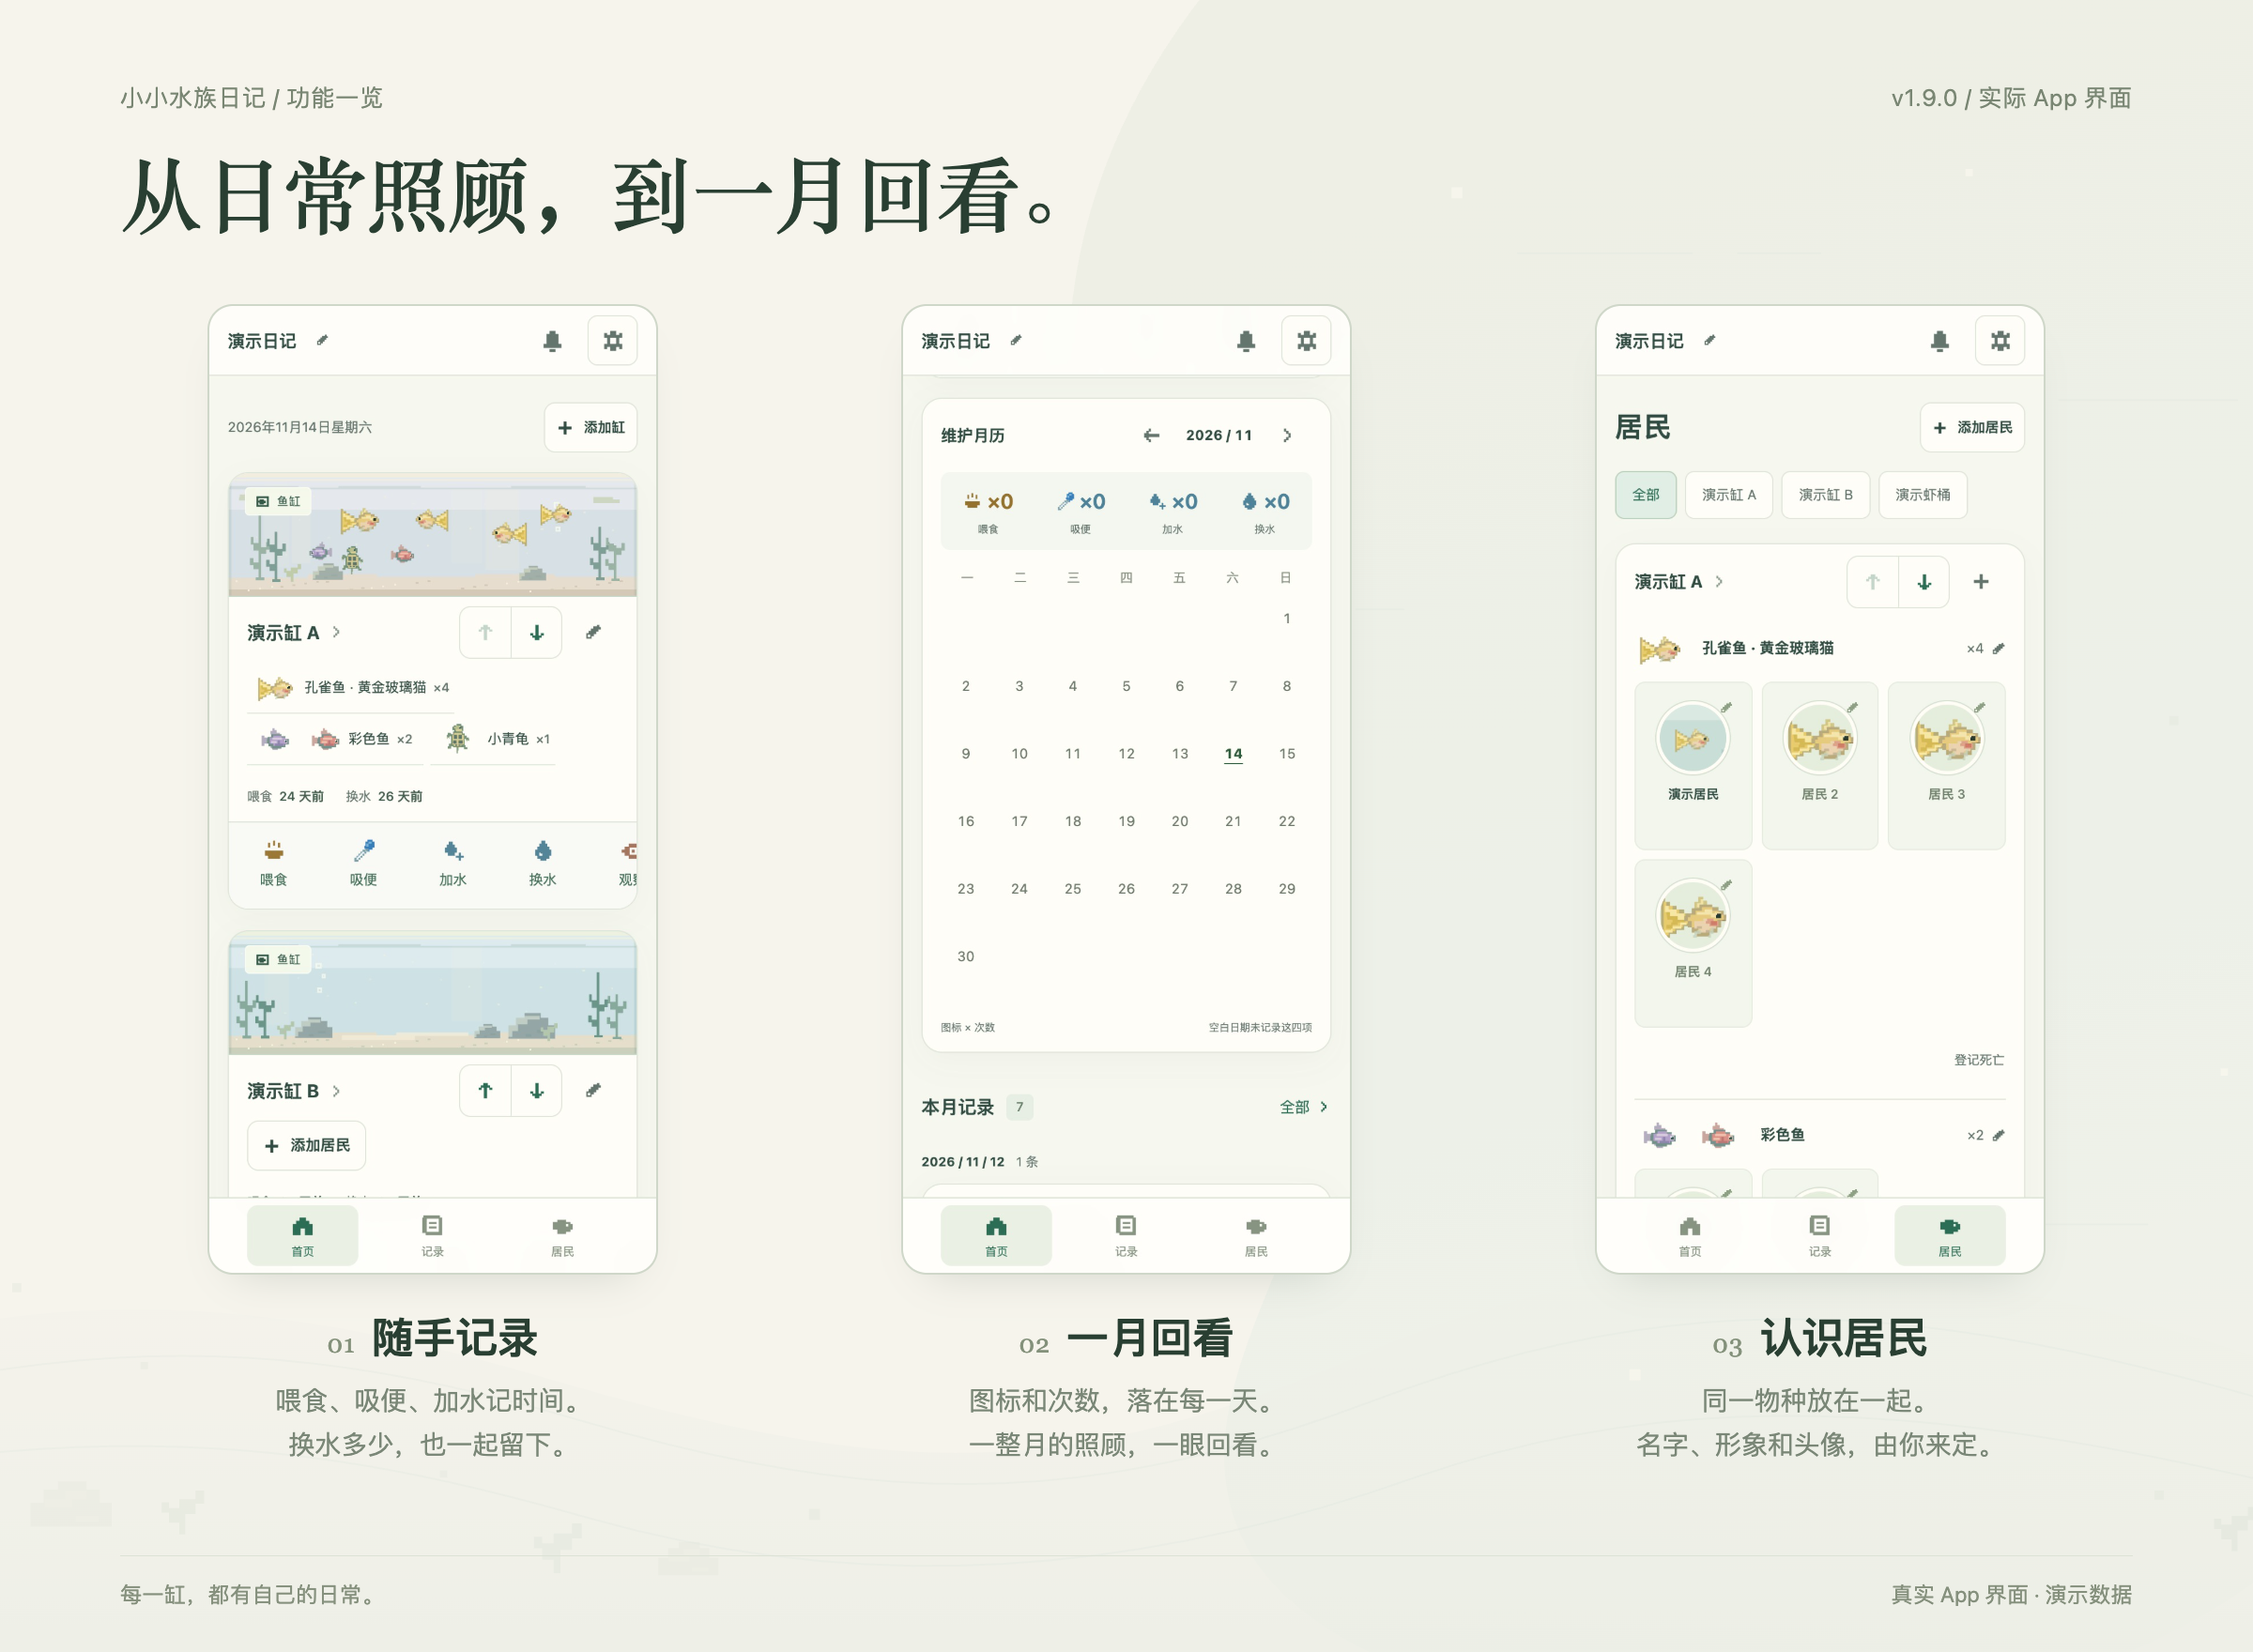 小小水族日记 / 功能一览
v1.9.0 / 实际 App 界面
从日常照顾，到一月回看。
演示日记
2026年11月14日星期六
添加缸
鱼缸
演示缸 A
孔雀鱼 · 黄金玻璃猫 ×4
彩色鱼 ×2
小青龟 ×1
喂食 24 天前
换水 26 天前
喂食
吸便
加水
换水
鱼缸
演示缸 B
添加居民
首页
记录
居民
01 随手记录
喂食、吸便、加水记时间。
换水多少，也一起留下。
演示日记
维护月历
2026 / 11
×0 ×0 ×0 ×0
喂食 吸便 加水 换水
一 二 三 四 五 六 日
1
2 3 4 5 6 7 8
9 10 11 12 13 14 15
16 17 18 19 20 21 22
23 24 25 26 27 28 29
30
图标 × 次数
空白日期未记录这四项
本月记录 7
全部
2026 / 11 / 12 1 条
首页
记录
居民
02 一月回看
图标和次数，落在每一天。
一整月的照顾，一眼回看。
演示日记
居民
添加居民
全部
演示缸 A
演示缸 B
演示虾桶
演示缸 A
孔雀鱼 · 黄金玻璃猫
×4
演示居民
居民 2
居民 3
居民 4
登记死亡
彩色鱼
×2
首页
记录
居民
03 认识居民
同一物种放在一起。
名字、形象和头像，由你来定。
每一缸，都有自己的日常。
真实 App 界面 · 演示数据